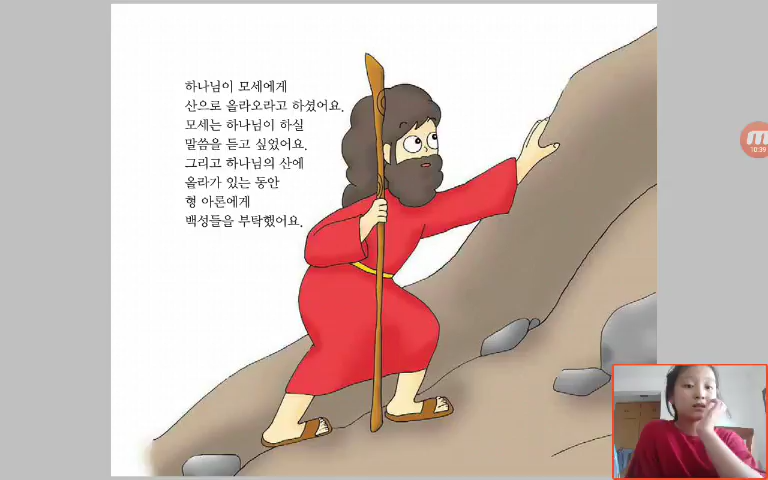 하나님이 모세에게
산으로 올라오라고 하셨어요.
모세는 하나님이 하실
말씀을 듣고 싶었어요.
그리고 하나님의 산에
올라가 있는 동안
형 아론에게
백성들을 부탁했어요.
10:39